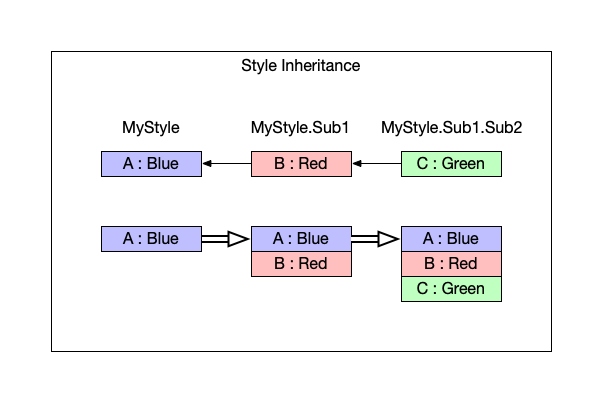 Style Inheritance
MyStyle MyStyle.Sub1 MyStyle.Sub1.Sub2
A : Blue B : Red C : Green
A : Blue A : Blue A : Blue
B : Red B : Red
C : Green